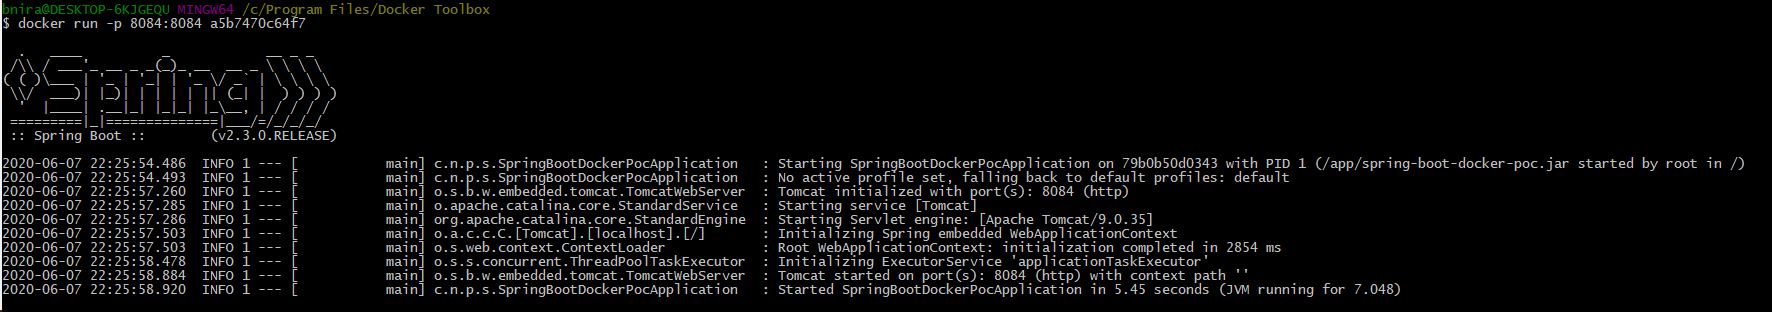 bnira@DESKTOP-6KJGEQU MINGW64 /c/Program Files/Docker Toolbox
$ docker run -p 8084:8084 a5b7470c64f7

  .   ____          _            __ _ _
 /\\ / ___'_ __ _ _(_)_ __  __ _ \ \ \ \
( ( )\___ | '_ | '_| | '_ \/ _` | \ \ \ \
 \\/  ___)| |_)| | | | | || (_| |  ) ) ) )
  '  |____| .__|_| |_|_| |_\__, | / / / /
 =========|_|==============|___/=/_/_/_/
 :: Spring Boot ::        (v2.3.0.RELEASE)

2020-06-07 22:25:54.486  INFO 1 --- [           main] c.n.p.s.SpringBootDockerPocApplication   : Starting SpringBootDockerPocApplication on 79b0b50d0343 with PID 1 (/app/spring-boot-docker-poc.jar started by root in /)
2020-06-07 22:25:54.493  INFO 1 --- [           main] c.n.p.s.SpringBootDockerPocApplication   : No active profile set, falling back to default profiles: default
2020-06-07 22:25:57.260  INFO 1 --- [           main] o.s.b.w.embedded.tomcat.TomcatWebServer  : Tomcat initialized with port(s): 8084 (http)
2020-06-07 22:25:57.285  INFO 1 --- [           main] o.apache.catalina.core.StandardService   : Starting service [Tomcat]
2020-06-07 22:25:57.286  INFO 1 --- [           main] org.apache.catalina.core.StandardEngine  : Starting Servlet engine: [Apache Tomcat/9.0.35]
2020-06-07 22:25:57.503  INFO 1 --- [           main] o.a.c.c.C.[Tomcat].[localhost].[/]       : Initializing Spring embedded WebApplicationContext
2020-06-07 22:25:57.503  INFO 1 --- [           main] o.s.web.context.ContextLoader            : Root WebApplicationContext: initialization completed in 2854 ms
2020-06-07 22:25:58.478  INFO 1 --- [           main] o.s.s.concurrent.ThreadPoolTaskExecutor  : Initializing ExecutorService 'applicationTaskExecutor'
2020-06-07 22:25:58.884  INFO 1 --- [           main] o.s.b.w.embedded.tomcat.TomcatWebServer  : Tomcat started on port(s): 8084 (http) with context path ''
2020-06-07 22:25:58.920  INFO 1 --- [           main] c.n.p.s.SpringBootDockerPocApplication   : Started SpringBootDockerPocApplication in 5.45 seconds (JVM running for 7.048)